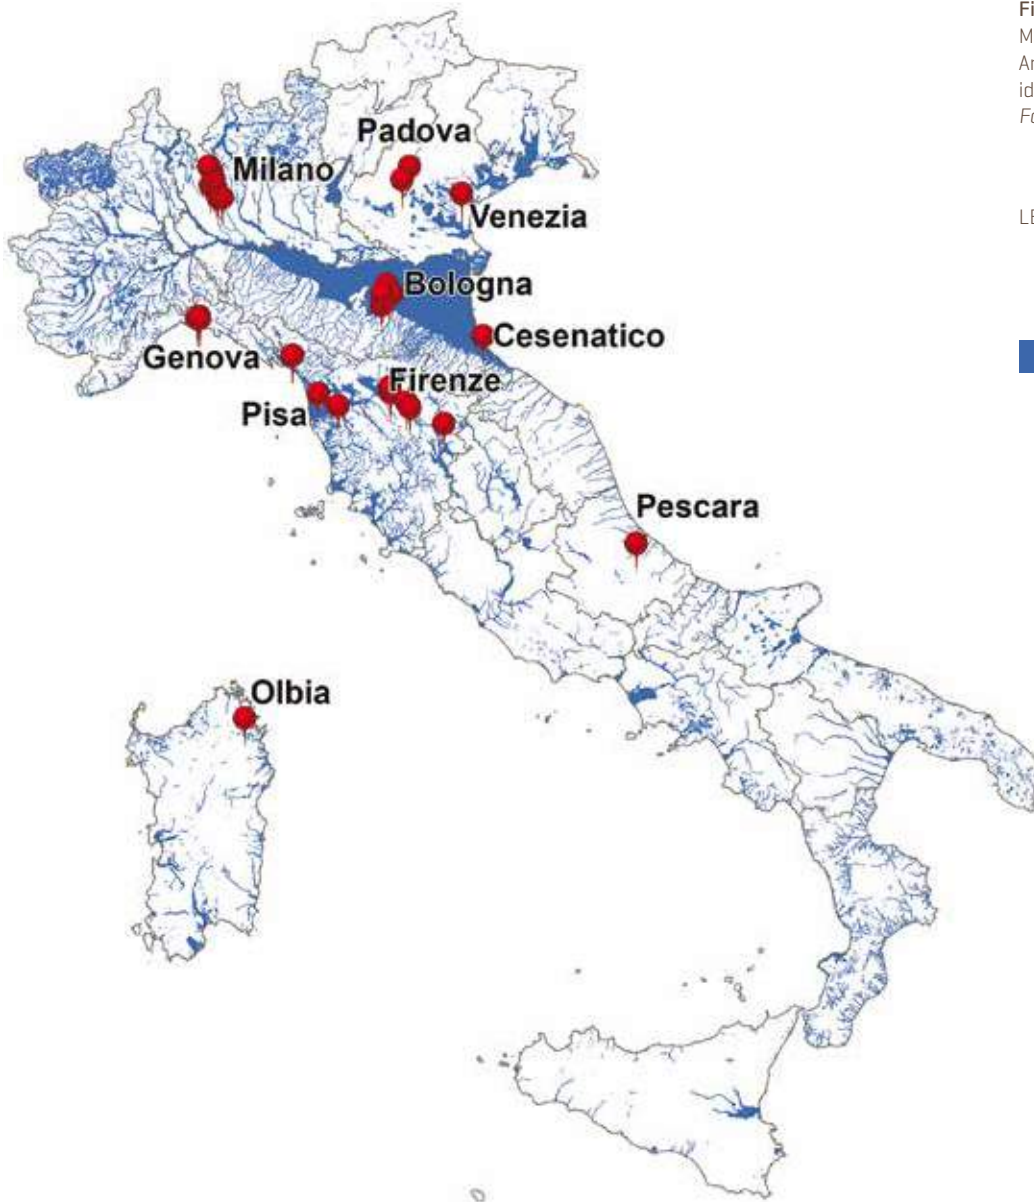 Padova
Milano
Venezia
Bologna
Cesenatico
Genova
Firenze
Pisa
Pescara
Olbia